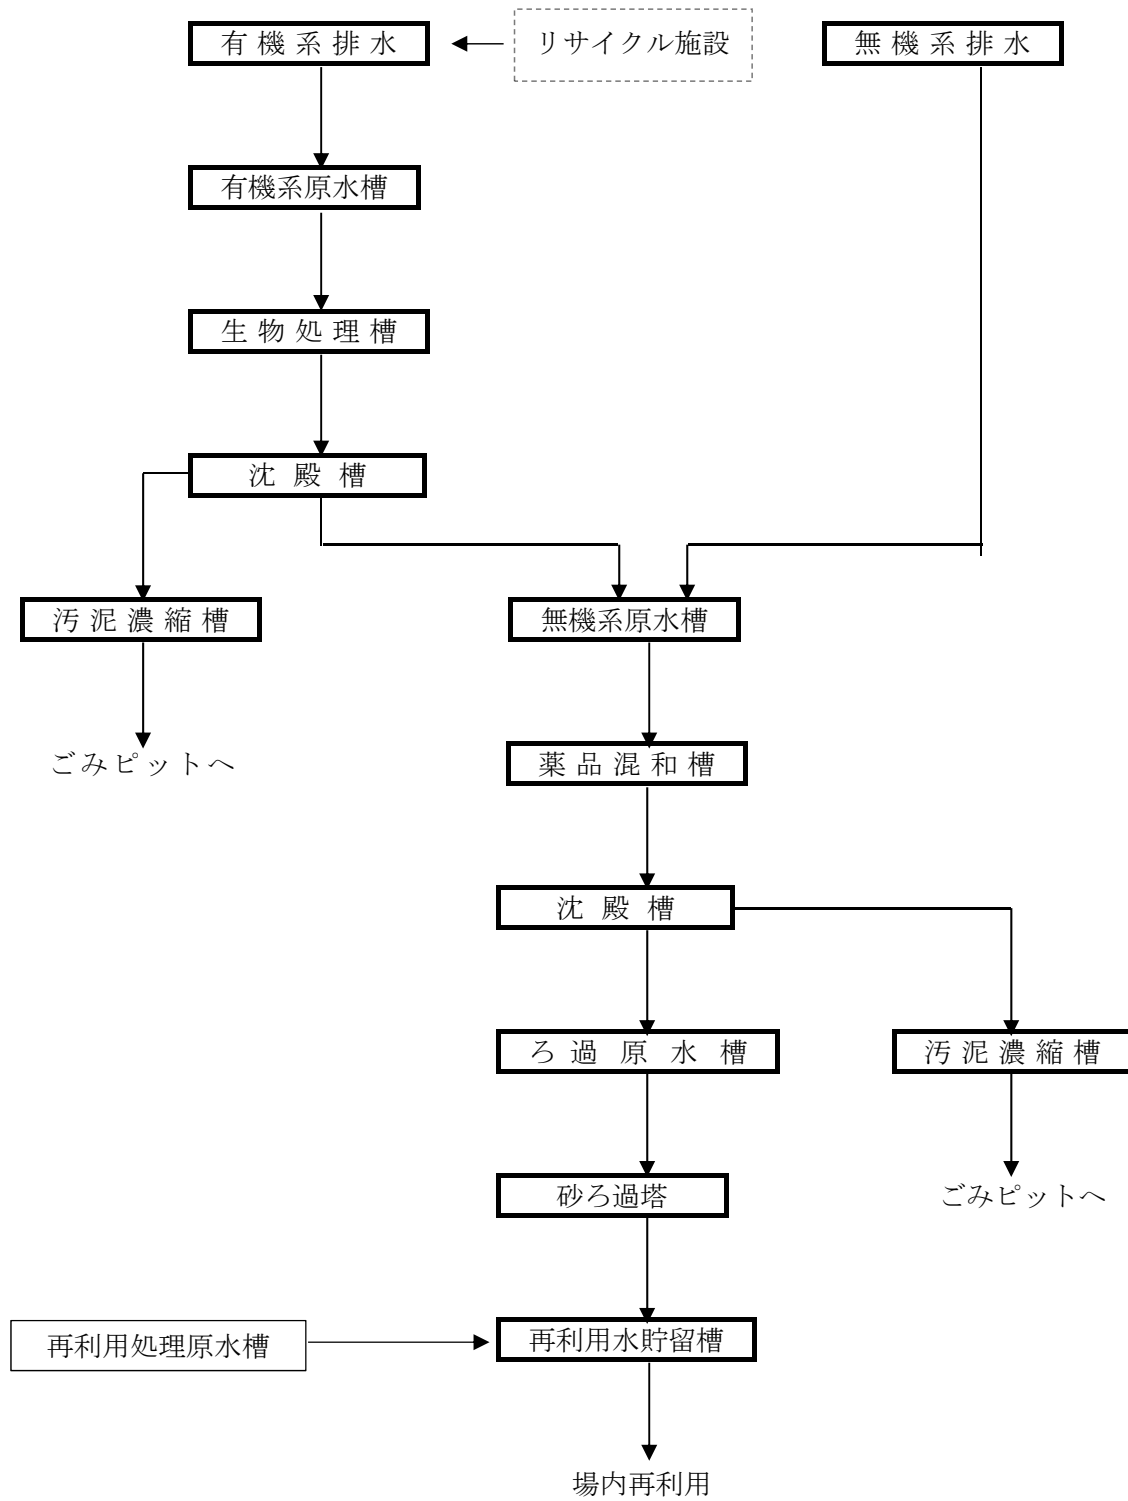 有機系排水
リサイクル施設
無機系排水
有機系原水槽
生物処理槽
沈殿槽
汚泥濃縮槽
無機系原水槽
ごみピットへ
薬品混和槽
沈殿槽
ろ過原水槽
汚泥濃縮槽
砂ろ過塔
ごみピットへ
再利用処理原水槽
再利用水貯留槽
場内再利用